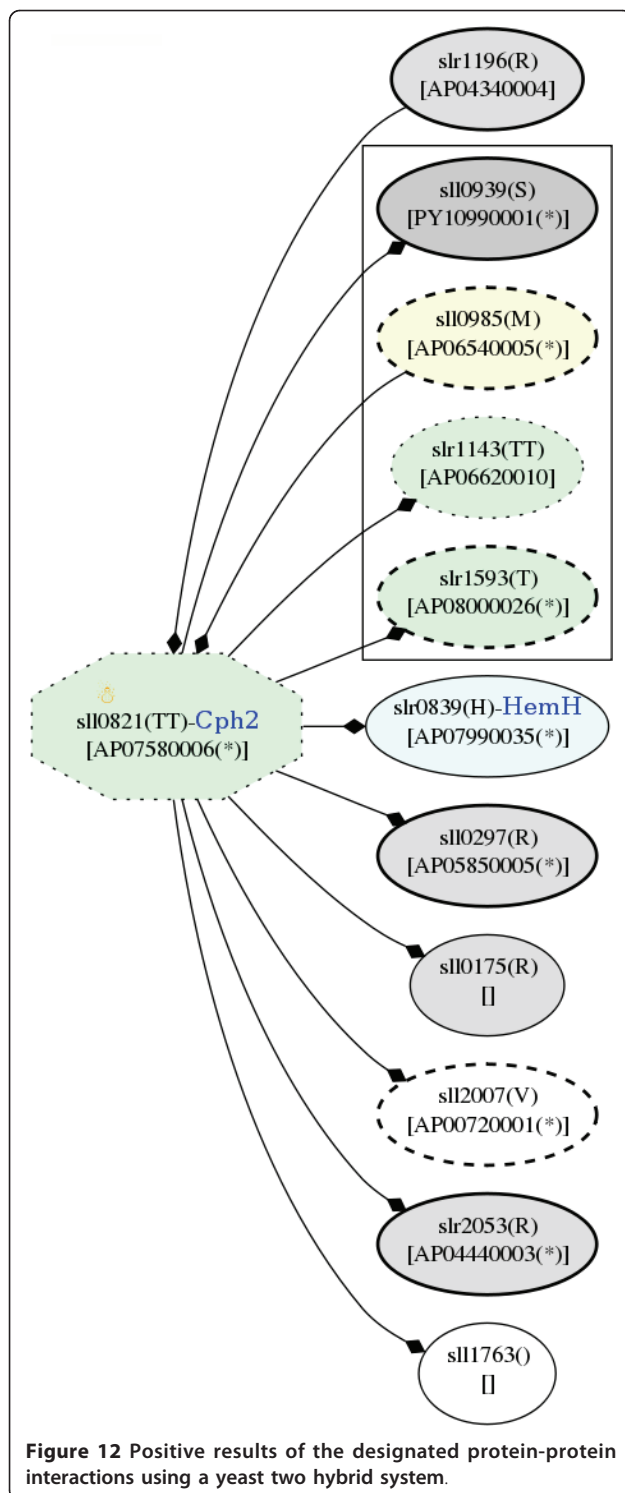 slr1196(R)
[AP04340004]
sll0939(S)
[PY10990001(*)]
sll0985(M)
[AP06540005(*)]
slr1143(TT)
[AP06620010]
slr1593(T)
[AP08000026(*)]
sll0821(TT)-Cph2
[AP07580006(*)]
slr0839(H)-HemH
[AP07990035(*)]
sll0297(R)
[AP05850005(*)]
sll0175(R)
[]
sll2007(V)
[AP00720001(*)]
slr2053(R)
[AP04440003(*)]
sll1763()
[]
Figure 12 Positive results of the designated protein-protein
interactions using a yeast two hybrid system.